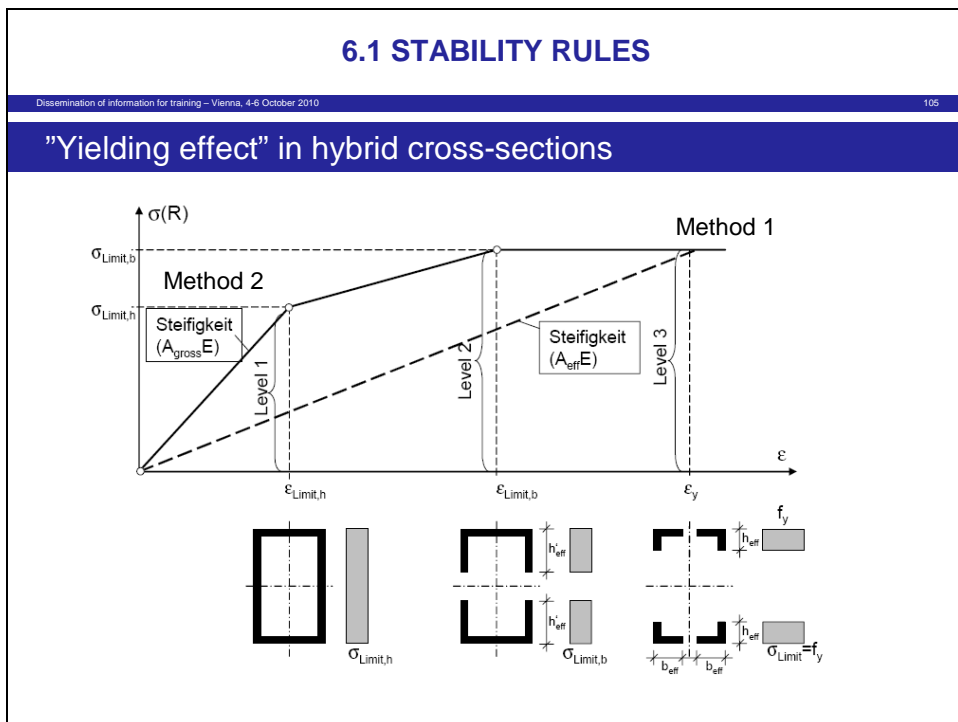 6.1 STABILITY RULES
Dissemination of information for training – Vienna, 4-6 October 2010 105
”Yielding effect” in hybrid cross-sections
σ(R)
Method 1
σLimit,b
Method 2
σLimit,h
Steifigkeit
(AgrossE)
Level 1
Level 2
Steifigkeit
(AeffE)
Level 3
ε
εLimit,h
εLimit,b
εy
σLimit,h
h'eff
h'eff
σLimit,b
fy
heff
heff
beff beff
σLimit=fy